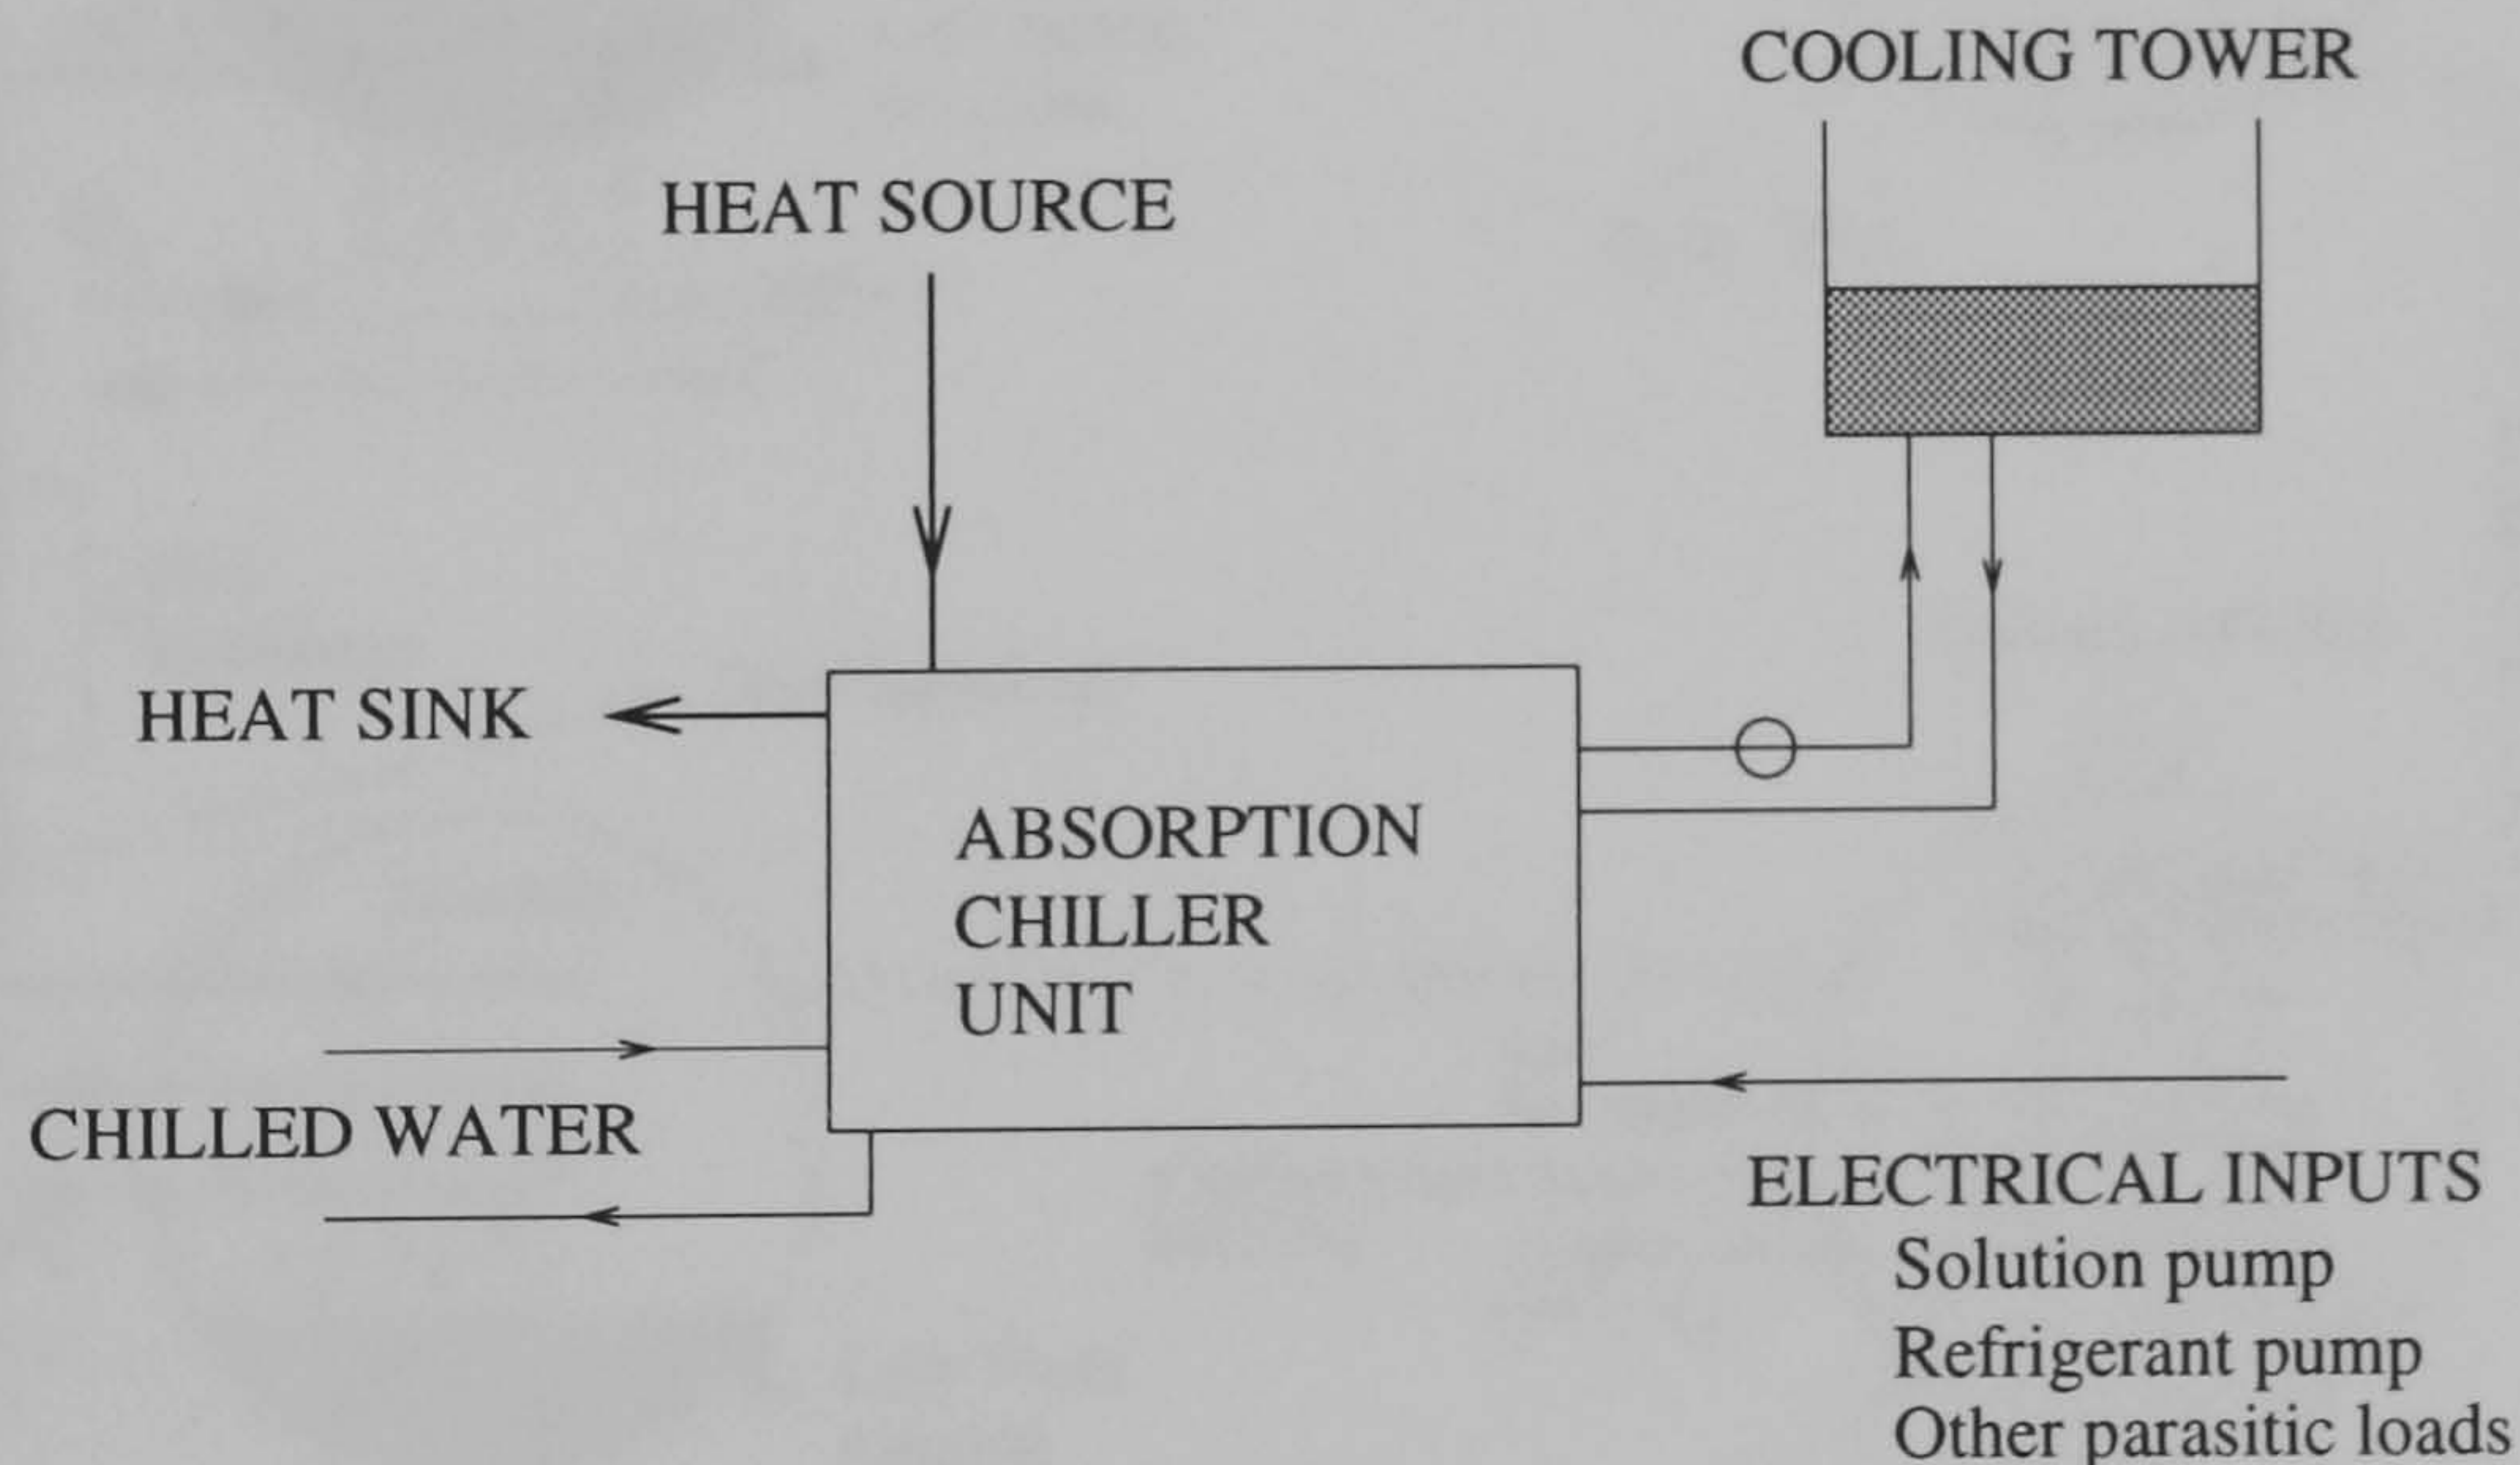 COOLING TOWER
HEAT SOURCE
HEAT SINK
ABSORPTION
CHILLER
UNIT
CHILLED WATER
ELECTRICAL INPUTS
Solution pump
Refrigerant pump
Other parasitic loads